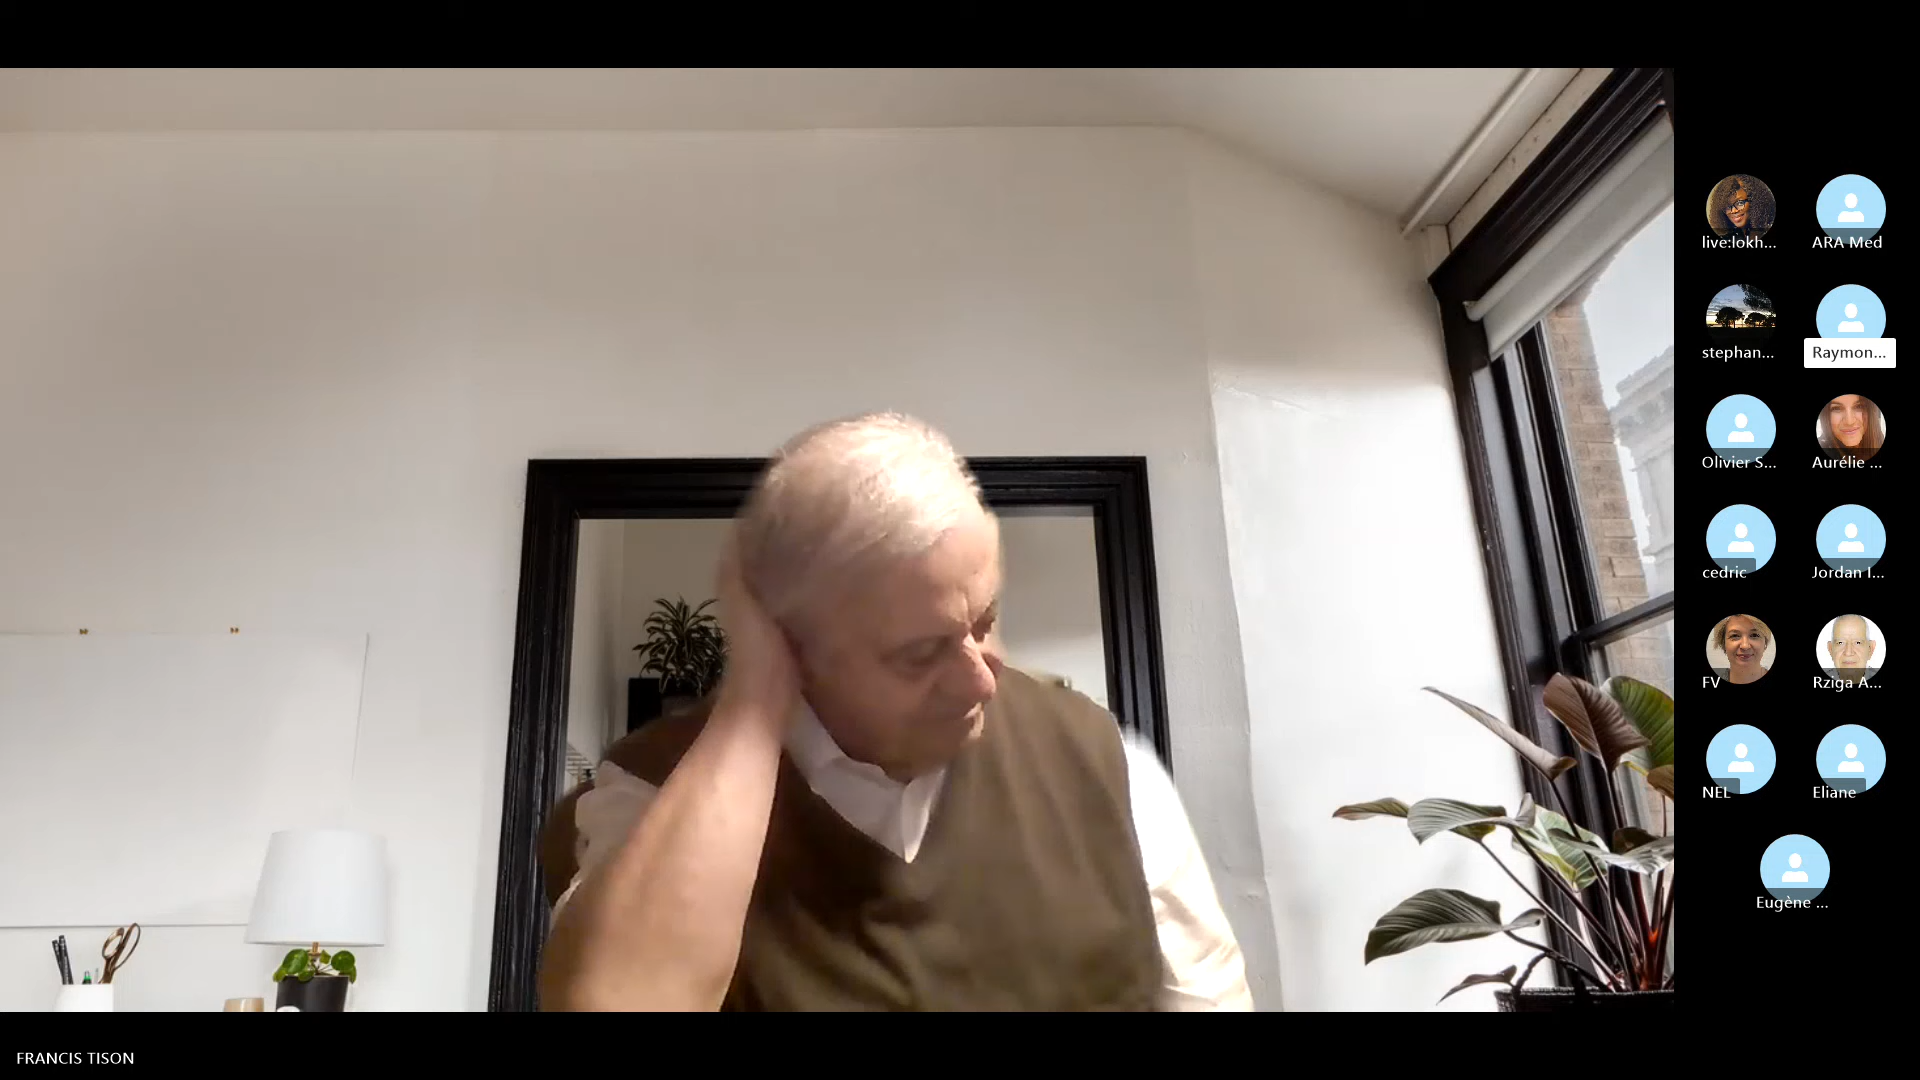 live:lokh...
ARA Med
stephan...
Raymon...
Olivier S...
Aurélie ...
cedric
Jordan I...
FV
Rziga A...
NEL
Eliane
Eugène ...
FRANCIS TISON